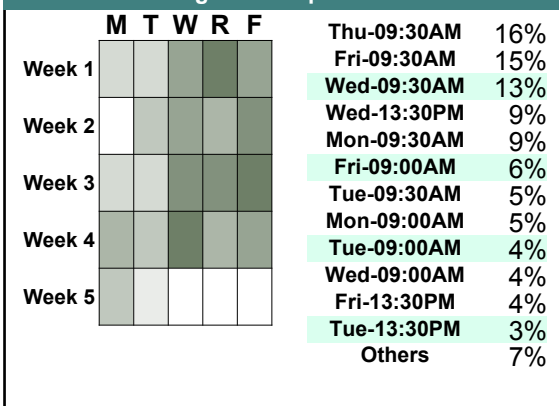 M T W R F
Week 1
Week 2
Week 3
Week 4
Week 5
Thu-09:30AM 16%
Fri-09:30AM 15%
Wed-09:30AM 13%
Wed-13:30PM 9%
Mon-09:30AM 9%
Fri-09:00AM 6%
Tue-09:30AM 5%
Mon-09:00AM 5%
Tue-09:00AM 4%
Wed-09:00AM 4%
Fri-13:30PM 4%
Tue-13:30PM 3%
Others 7%